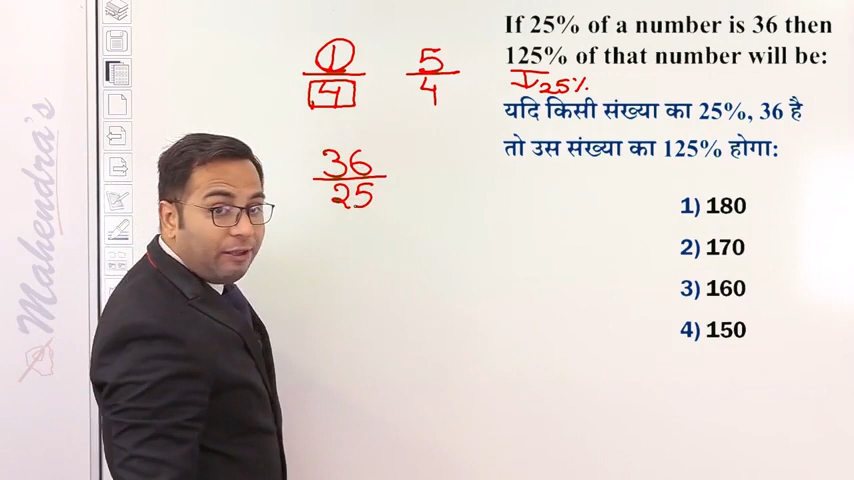 If 25% of a number is 36 then
125% of that number will be:
1 5
4 4
I 25%
यदि किसी संख्या का 25%, 36 है
तो उस संख्या का 125% होगा:
36
25
1) 180
2) 170
3) 160
4) 150
Mahendra's